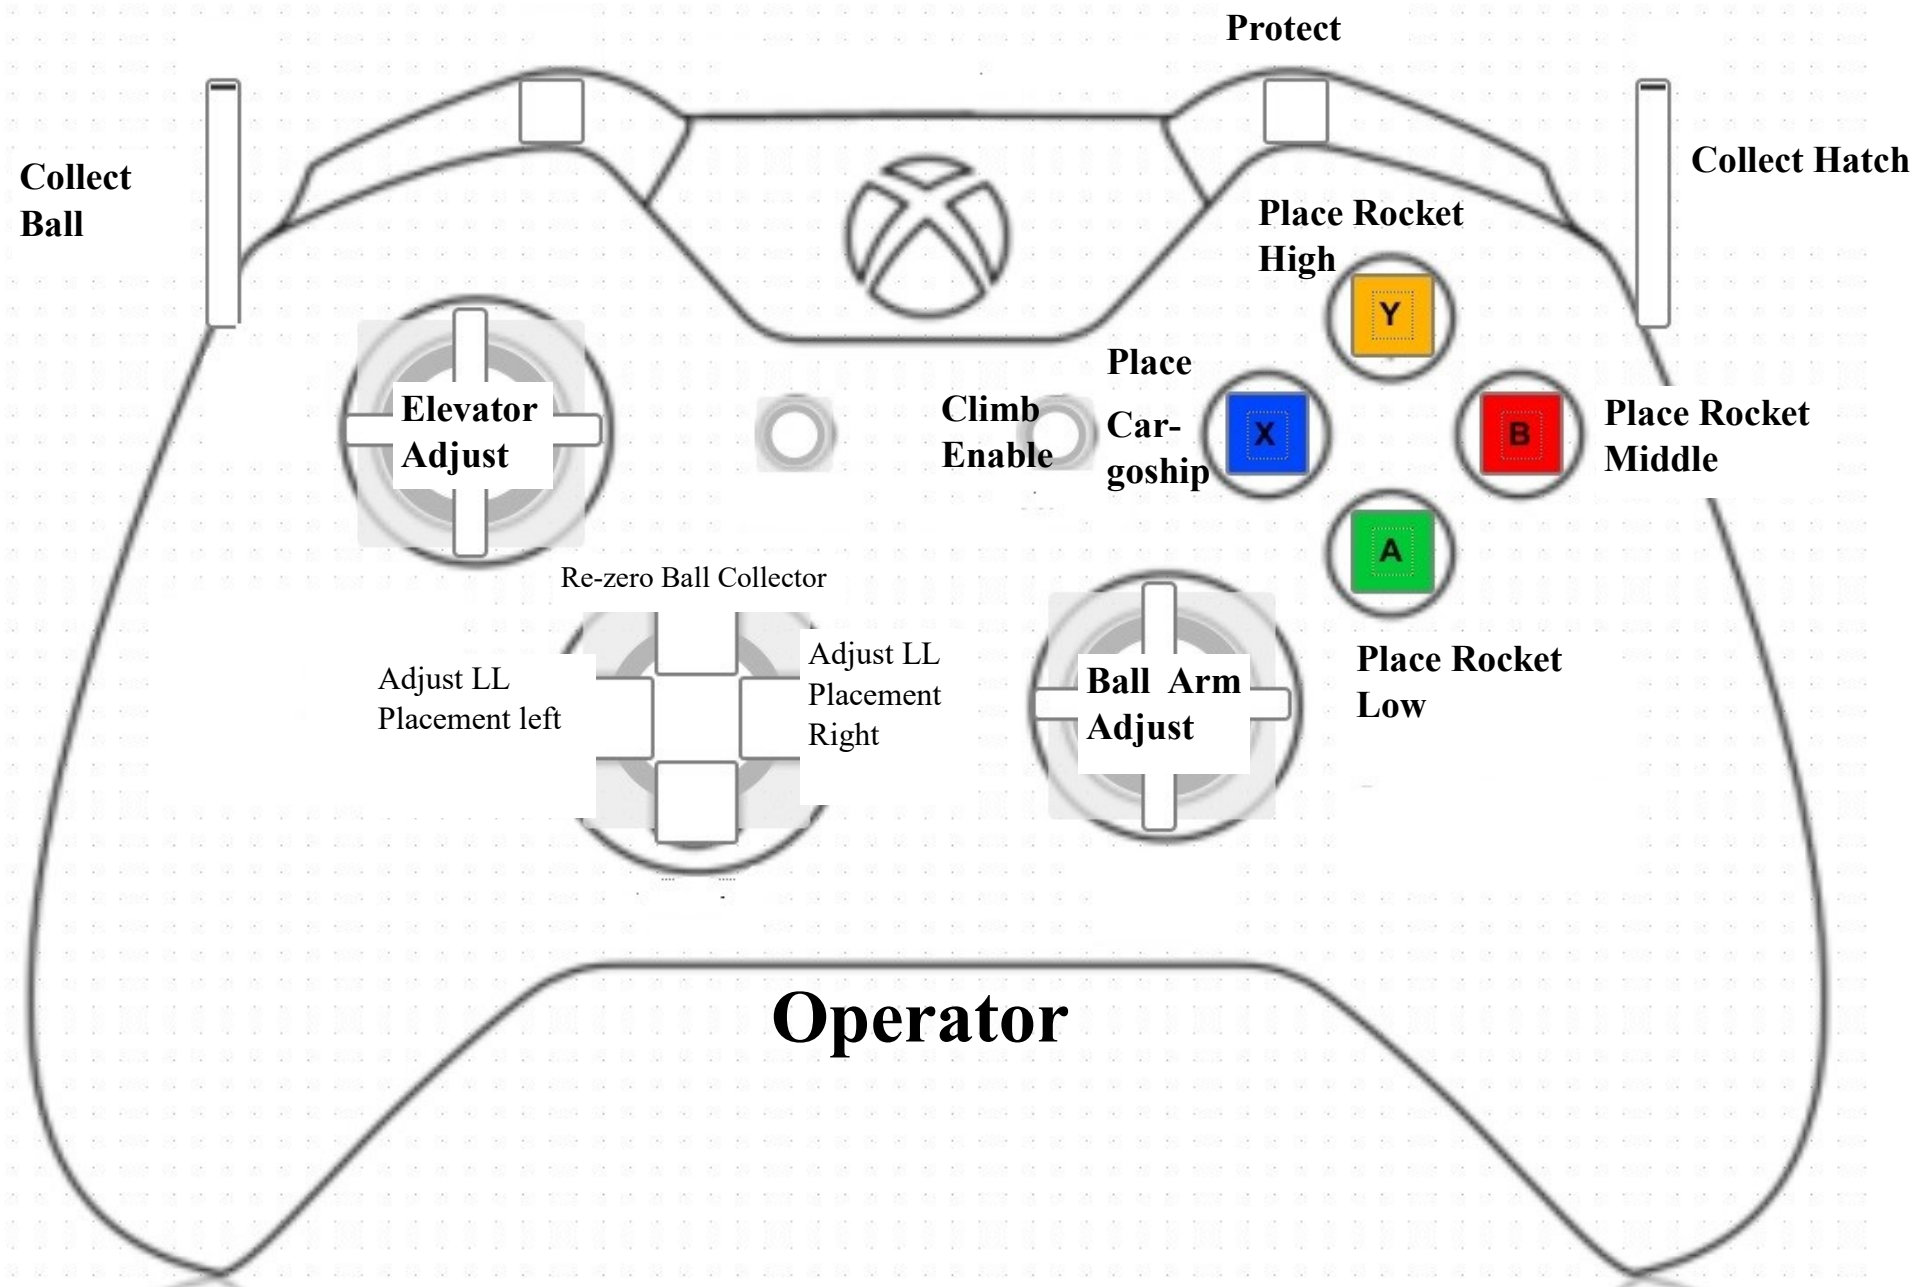 Protect
Collect
Ball
Collect Hatch
Place Rocket
High
Y
Place
Car-
goship
X
B
Place Rocket
Middle
Elevator
Adjust
Climb
Enable
A
Re-zero Ball Collector
Adjust LL
Placement left
Adjust LL
Placement
Right
Ball Arm
Adjust
Place Rocket
Low
Operator